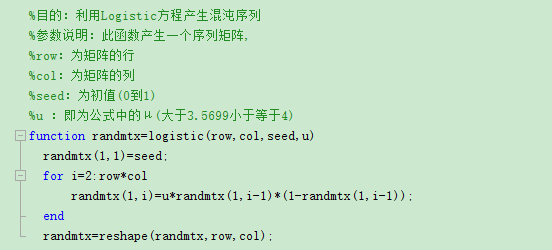 %目的：利用Logistic方程产生混沌序列
%参数说明：此函数产生一个序列矩阵,
%row：为矩阵的行
%col：为矩阵的列
%seed：为初值(0到1)
%u ：即为公式中的μ(大于3.5699小于等于4)
function randmtx=logistic(row,col,seed,u)
randmtx(1,1)=seed;
for i=2:row*col
randmtx(1,i)=u*randmtx(1,i-1)*(1-randmtx(1,i-1));
end
randmtx=reshape(randmtx,row,col);